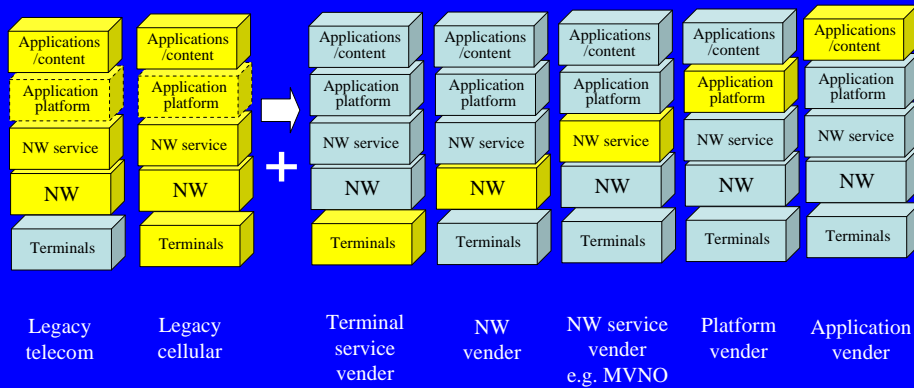 Applications
/content
Application
platform
NW service
NW
Terminals
Legacy
telecom
Applications
/content
Application
platform
NW service
NW
Terminals
Legacy
cellular
+
Applications
/content
Application
platform
NW service
NW
Terminals
Terminal
service
vender
Applications
/content
Application
platform
NW service
NW
Terminals
NW
vender
Applications
/content
Application
platform
NW service
NW
Terminals
NW service
vender
e.g. MVNO
Applications
/content
Application
platform
NW service
NW
Terminals
Platform
vender
Applications
/content
Application
platform
NW service
NW
Terminals
Application
vender